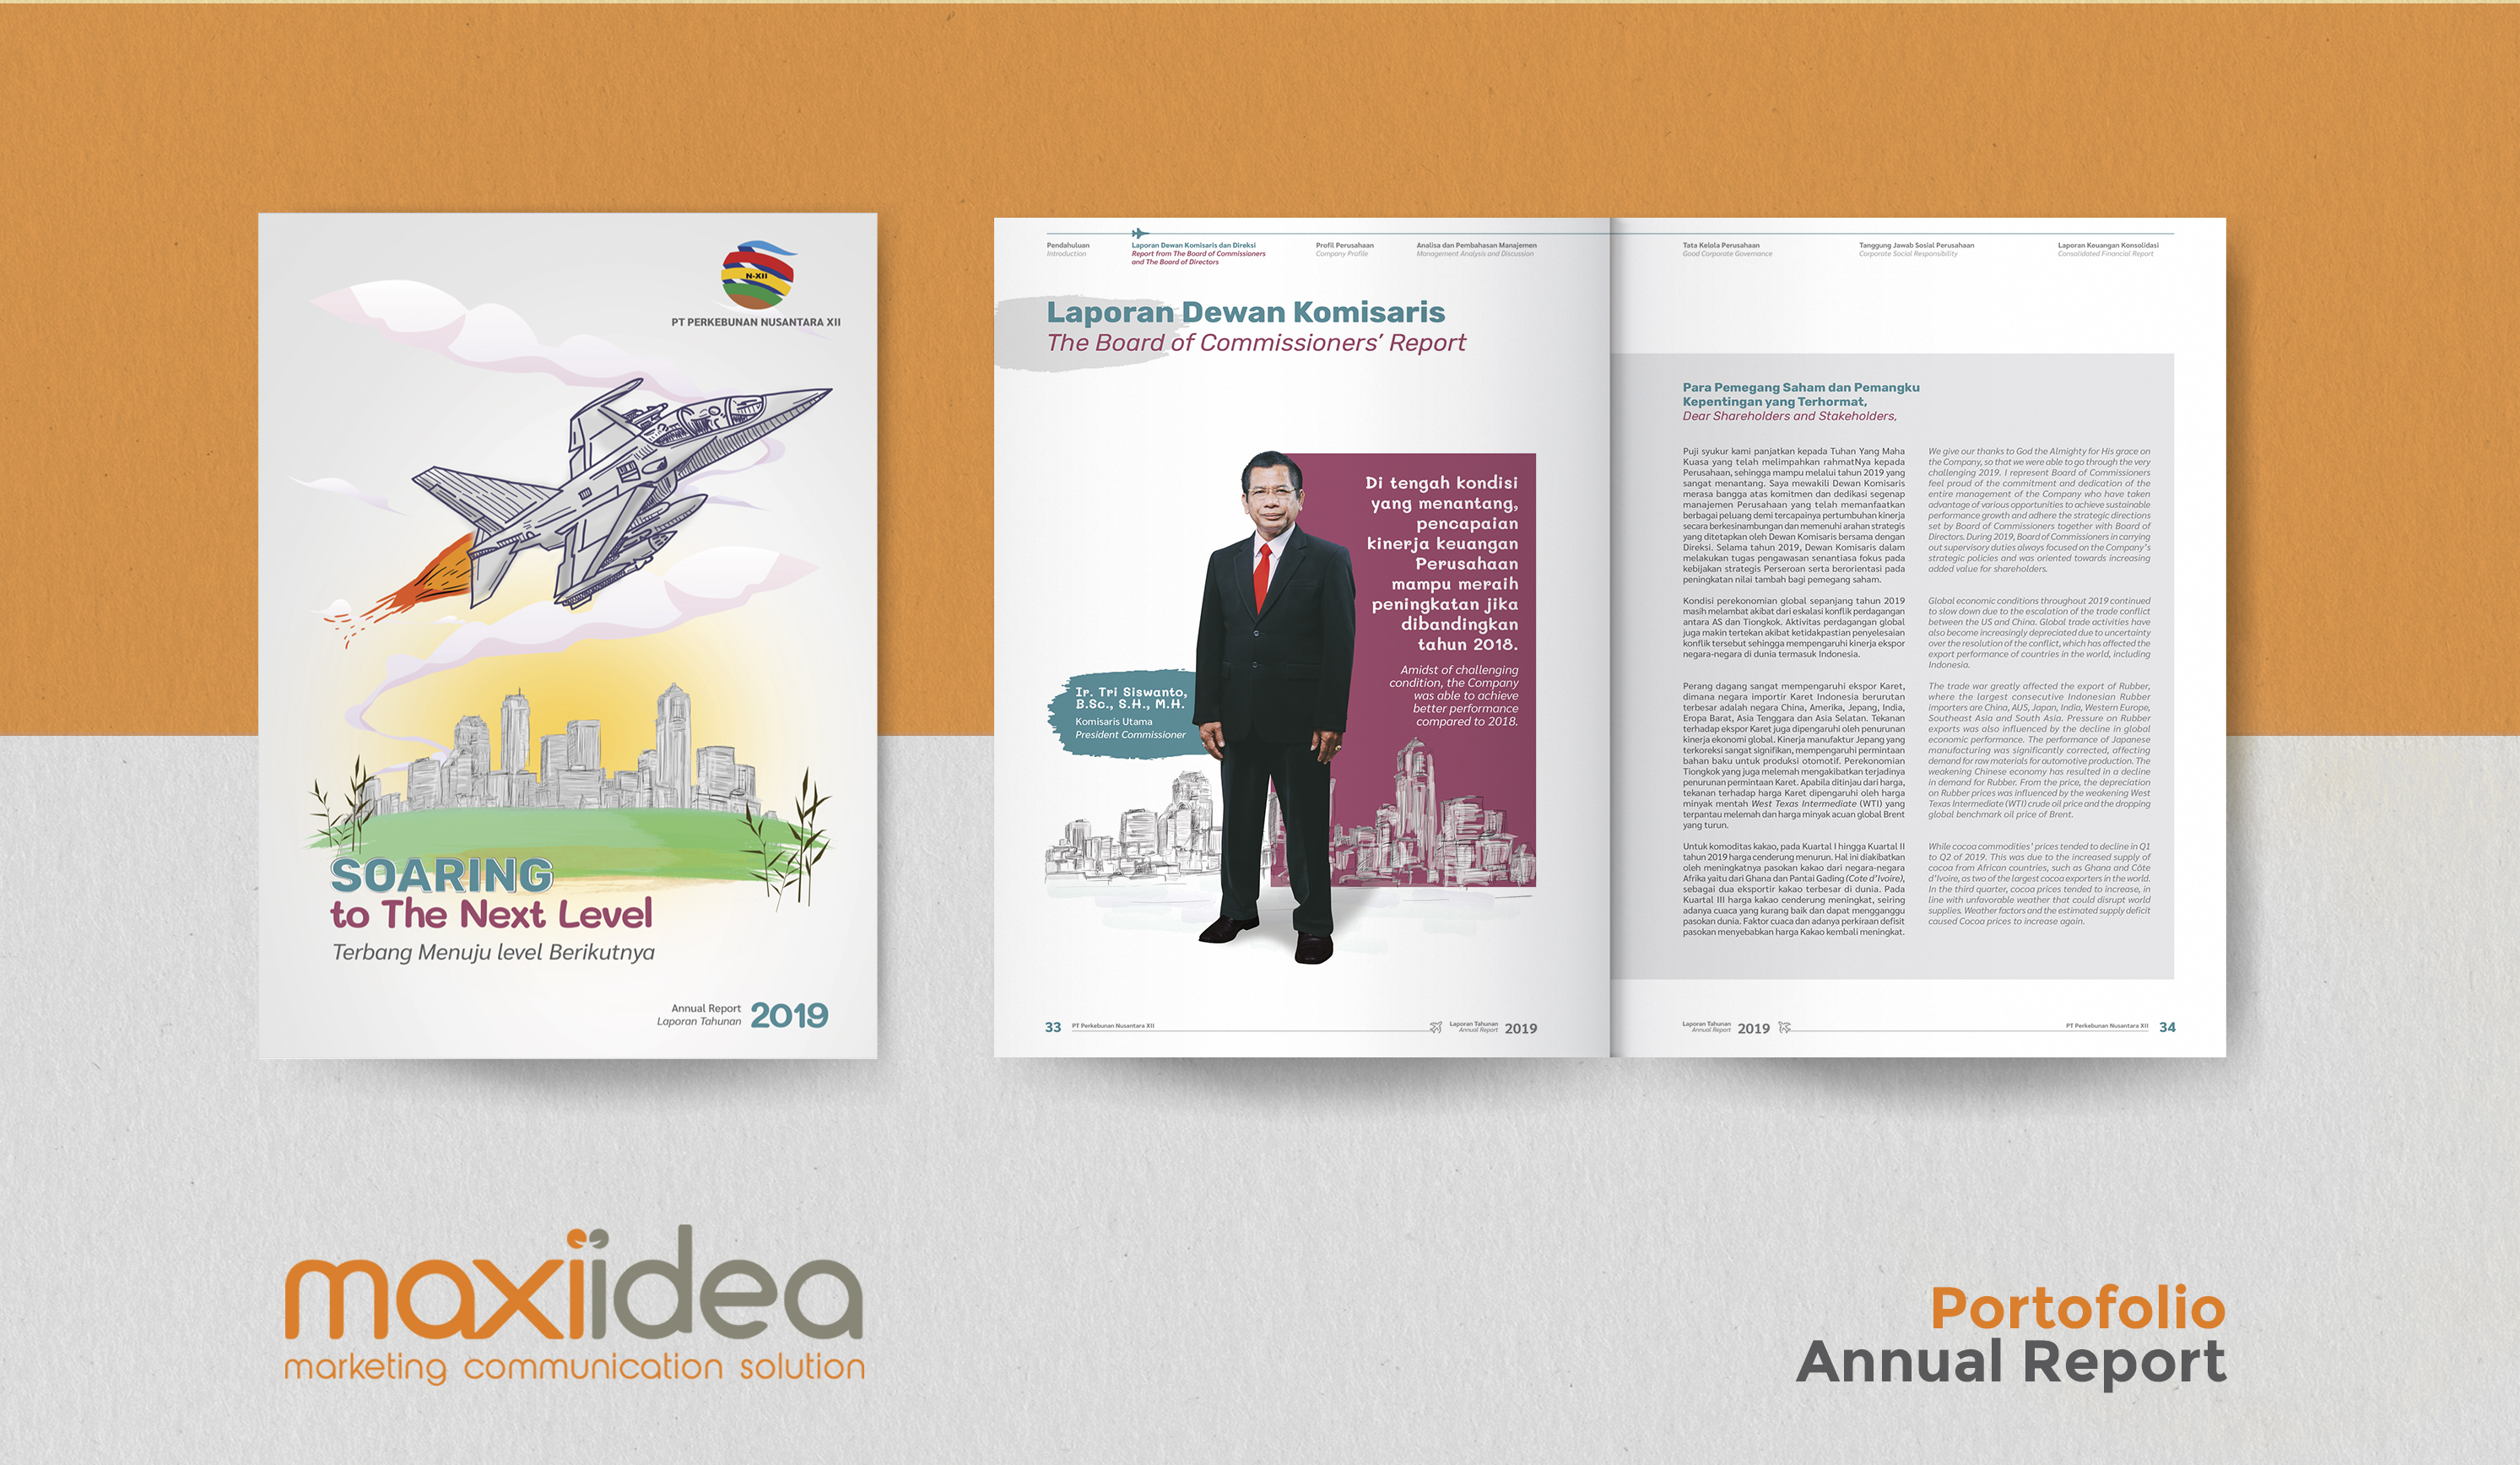 N-XII
PT PERKEBUNAN NUSANTARA XII
SOARING
to The Next Level
Terbang Menuju level Berikutnya
Annual Report
Laporan Tahunan
2019
Pendahuluan
Introduction
Laporan Dewan Komisaris dan Direksi
Report from The Board of Commissioners
and The Board of Directors
Profil Perusahaan
Company Profile
Analisa dan Pembahasan Manajemen
Management Analysis and Discussion
Tata Kelola Perusahaan
Good Corporate Governance
Tanggung Jawab Sosial Perusahaan
Corporate Social Responsibility
Laporan Keuangan Konsolidasi
Consolidated Financial Report
Laporan Dewan Komisaris
The Board of Commissioners' Report
Di tengah kondisi
yang menantang,
pencapaian
kinerja keuangan
Perusahaan
mampu meraih
peningkatan jika
dibandingkan
tahun 2018.
Amidst of challenging
condition, the Company
was able to achieve
better performance
compared to 2018.
Ir. Tri Siswanto,
B.Sc., S.H., M.H.
Komisaris Utama
President Commissioner
33 PT Perkebunan Nusantara XII
Laporan Tahunan
Annual Report
2019
Para Pemegang Saham dan Pemangku
Kepentingan yang Terhormat,
Dear Shareholders and Stakeholders,
Puji syukur kami panjatkan kepada Tuhan Yang Maha
Kuasa yang telah melimpahkan rahmatNya kepada
Perusahaan, sehingga mampu melalui tahun 2019 yang
sangat menantang. Saya mewakili Dewan Komisaris
merasa bangga atas komitmen dan dedikasi segenap
manajemen Perusahaan yang telah memanfaatkan
berbagai peluang demi tercapainya pertumbuhan kinerja
secara berkesinambungan dan memenuhi arahan strategis
yang ditetapkan oleh Dewan Komisaris bersama dengan
Direksi. Selama tahun 2019, Dewan Komisaris dalam
melakukan tugas pengawasan senantiasa fokus pada
kebijakan strategis Perseroan serta berorientasi pada
peningkatan nilai tambah bagi pemegang saham.
Kondisi perekonomian global sepanjang tahun 2019
masih melambat akibat dari eskalasi konflik perdagangan
antara AS dan Tiongkok. Aktivitas perdagangan global
juga makin tertekan akibat ketidakpastian penyelesaian
konflik tersebut sehingga mempengaruhi kinerja ekspor
negara-negara di dunia termasuk Indonesia.
Perang dagang sangat mempengaruhi ekspor Karet,
dimana negara importir Karet Indonesia berurutan
terbesar adalah negara China, Amerika, Jepang, India,
Eropa Barat, Asia Tenggara dan Asia Selatan. Tekanan
terhadap ekspor Karet juga dipengaruhi oleh penurunan
kinerja ekonomi global. Kinerja manufaktur Jepang yang
terkoreksi sangat signifikan, mempengaruhi permintaan
bahan baku untuk produksi otomotif. Perekonomian
Tiongkok yang juga melemah mengakibatkan terjadinya
penurunan permintaan Karet. Apabila ditinjau dari harga,
tekanan terhadap harga Karet dipengaruhi oleh harga
minyak mentah West Texas Intermediate (WTI) yang
terpantau melemah dan harga minyak acuan global Brent
yang turun.
Untuk komoditas kakao, pada Kuartal I hingga Kuartal II
tahun 2019 harga cenderung menurun. Hal ini diakibatkan
oleh meningkatnya pasokan kakao dari negara-negara
Afrika yaitu dari Ghana dan Pantai Gading (Cote d'Ivoire),
sebagai dua eksportir kakao terbesar di dunia. Pada
Kuartal III harga kakao cenderung meningkat, seiring
adanya cuaca yang kurang baik dan dapat mengganggu
pasokan dunia. Faktor cuaca dan adanya perkiraan defisit
pasokan menyebabkan harga Kakao kembali meningkat.
We give our thanks to God the Almighty for His grace on
the Company, so that we were able to go through the very
challenging 2019. I represent Board of Commissioners
feel proud of the commitment and dedication of the
entire management of the Company who have taken
advantage of various opportunities to achieve sustainable
performance growth and adhere the strategic directions
set by Board of Commissioners together with Board of
Directors. During 2019, Board of Commissioners in carrying
out supervisory duties always focused on the Company's
strategic policies and was oriented towards increasing
added value for shareholders.
Global economic conditions throughout 2019 continued
to slow down due to the escalation of the trade conflict
between the US and China. Global trade activities have
also become increasingly depreciated due to uncertainty
over the resolution of the conflict, which has affected the
export performance of countries in the world, including
Indonesia.
The trade war greatly affected the export of Rubber,
where the largest consecutive Indonesian Rubber
importers are China, AUS, Japan, India, Western Europe,
Southeast Asia and South Asia. Pressure on Rubber
exports was also influenced by the decline in global
economic performance. The performance of Japanese
manufacturing was significantly corrected, affecting
demand for raw materials for automotive production. The
weakening Chinese economy has resulted in a decline
in demand for Rubber. From the price, the depreciation
on Rubber prices was influenced by the weakening West
Texas Intermediate (WTI) crude oil price and the dropping
global benchmark oil price of Brent.
While cocoa commodities' prices tended to decline in Q1
to Q2 of 2019. This was due to the increased supply of
cocoa from African countries, such as Ghana and Côte
d'Ivoire, as two of the largest cocoa exporters in the world.
In the third quarter, cocoa prices tended to increase, in
line with unfavorable weather that could disrupt world
supplies. Weather factors and the estimated supply deficit
caused Cocoa prices to increase again.
Laporan Tahunan
Annual Report
2019
PT Perkebunan Nusantara XII 34
maxiidea
marketing communication solution
Portofolio
Annual Report